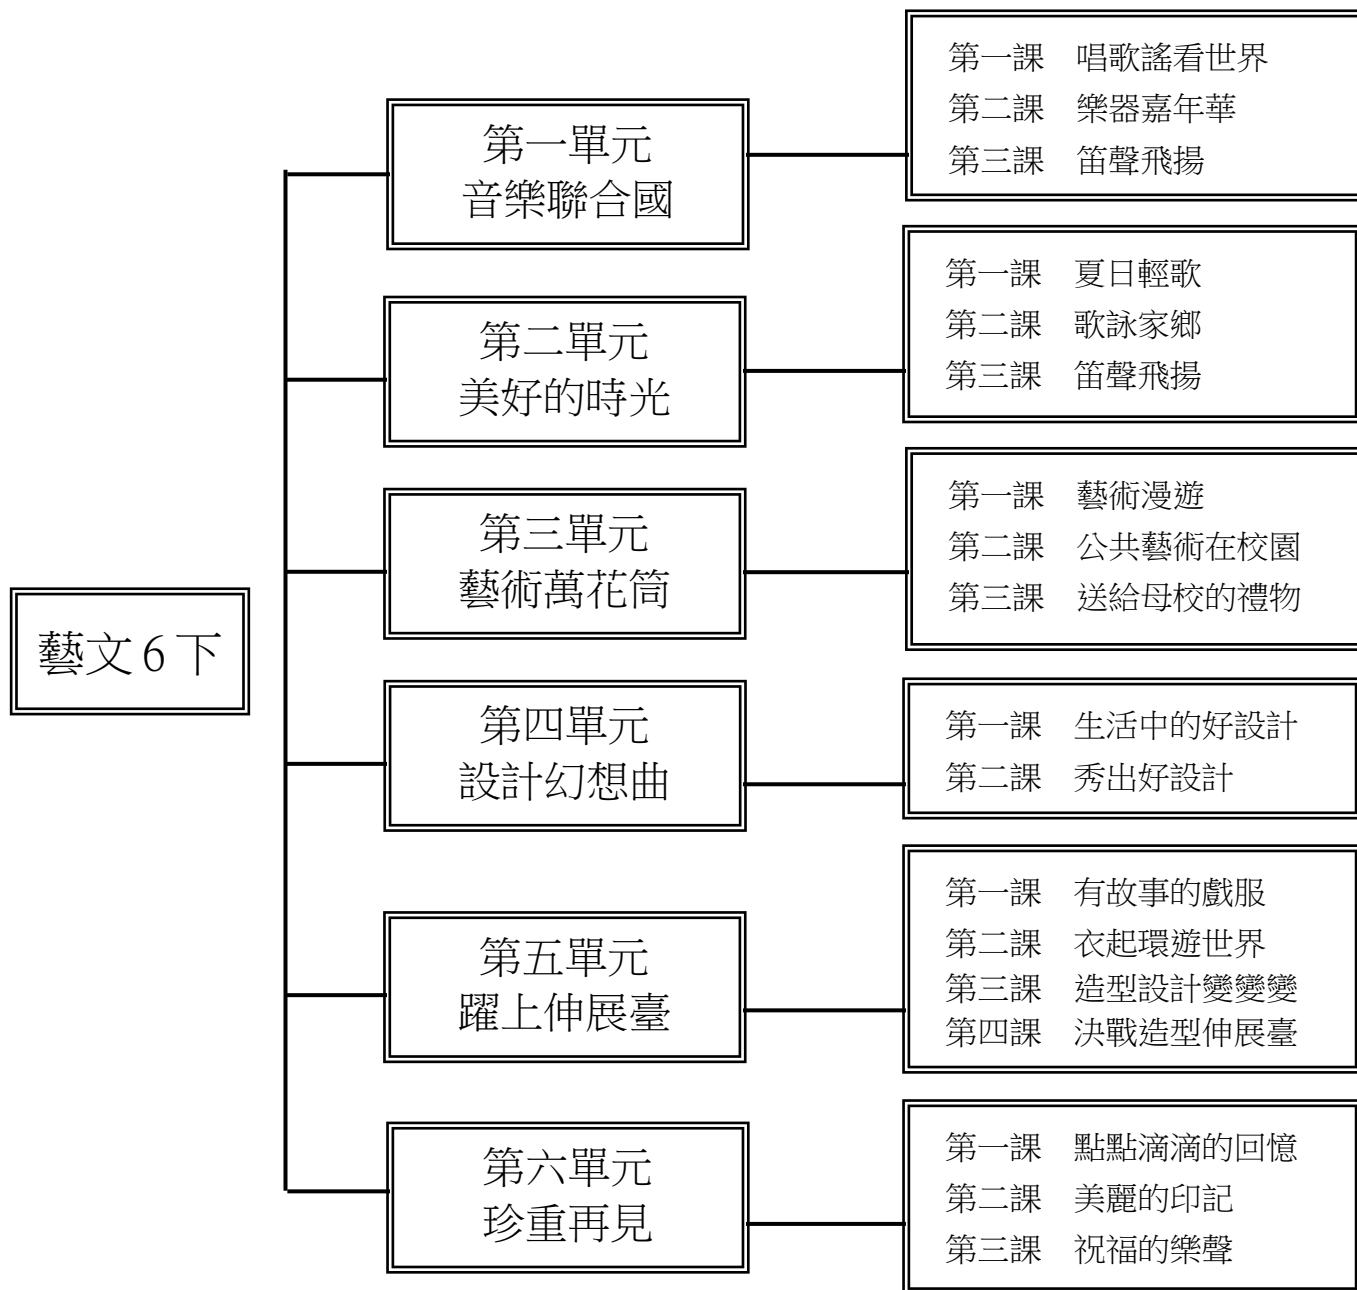 藝文6下
第一單元
音樂聯合國
第一課　唱歌謠看世界
第二課　樂器嘉年華
第三課　笛聲飛揚
第二單元
美好的時光
第一課　夏日輕歌
第二課　歌詠家鄉
第三課　笛聲飛揚
第三單元
藝術萬花筒
第一課　藝術漫遊
第二課　公共藝術在校園
第三課　送給母校的禮物
第四單元
設計幻想曲
第一課　生活中的好設計
第二課　秀出好設計
第五單元
躍上伸展臺
第一課　有故事的戲服
第二課　衣起環遊世界
第三課　造型設計變變變
第四課　決戰造型伸展臺
第六單元
珍重再見
第一課　點點滴滴的回憶
第二課　美麗的印記
第三課　祝福的樂聲